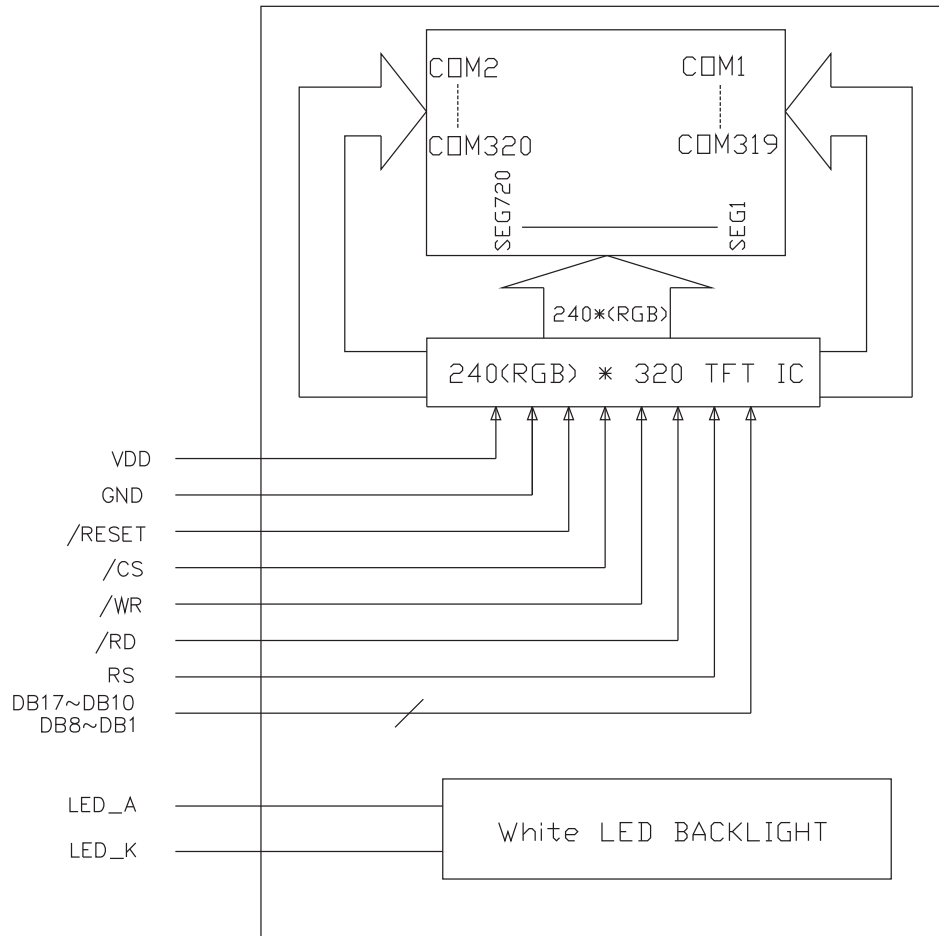 COM2
COM1
COM320
COM319
SEG720
SEG1
240*(RGB)
240(RGB) * 320 TFT IC
VDD
GND
/RESET
/CS
/WR
/RD
RS
DB17~DB10
DB8~DB1
LED_A
White LED BACKLIGHT
LED_K